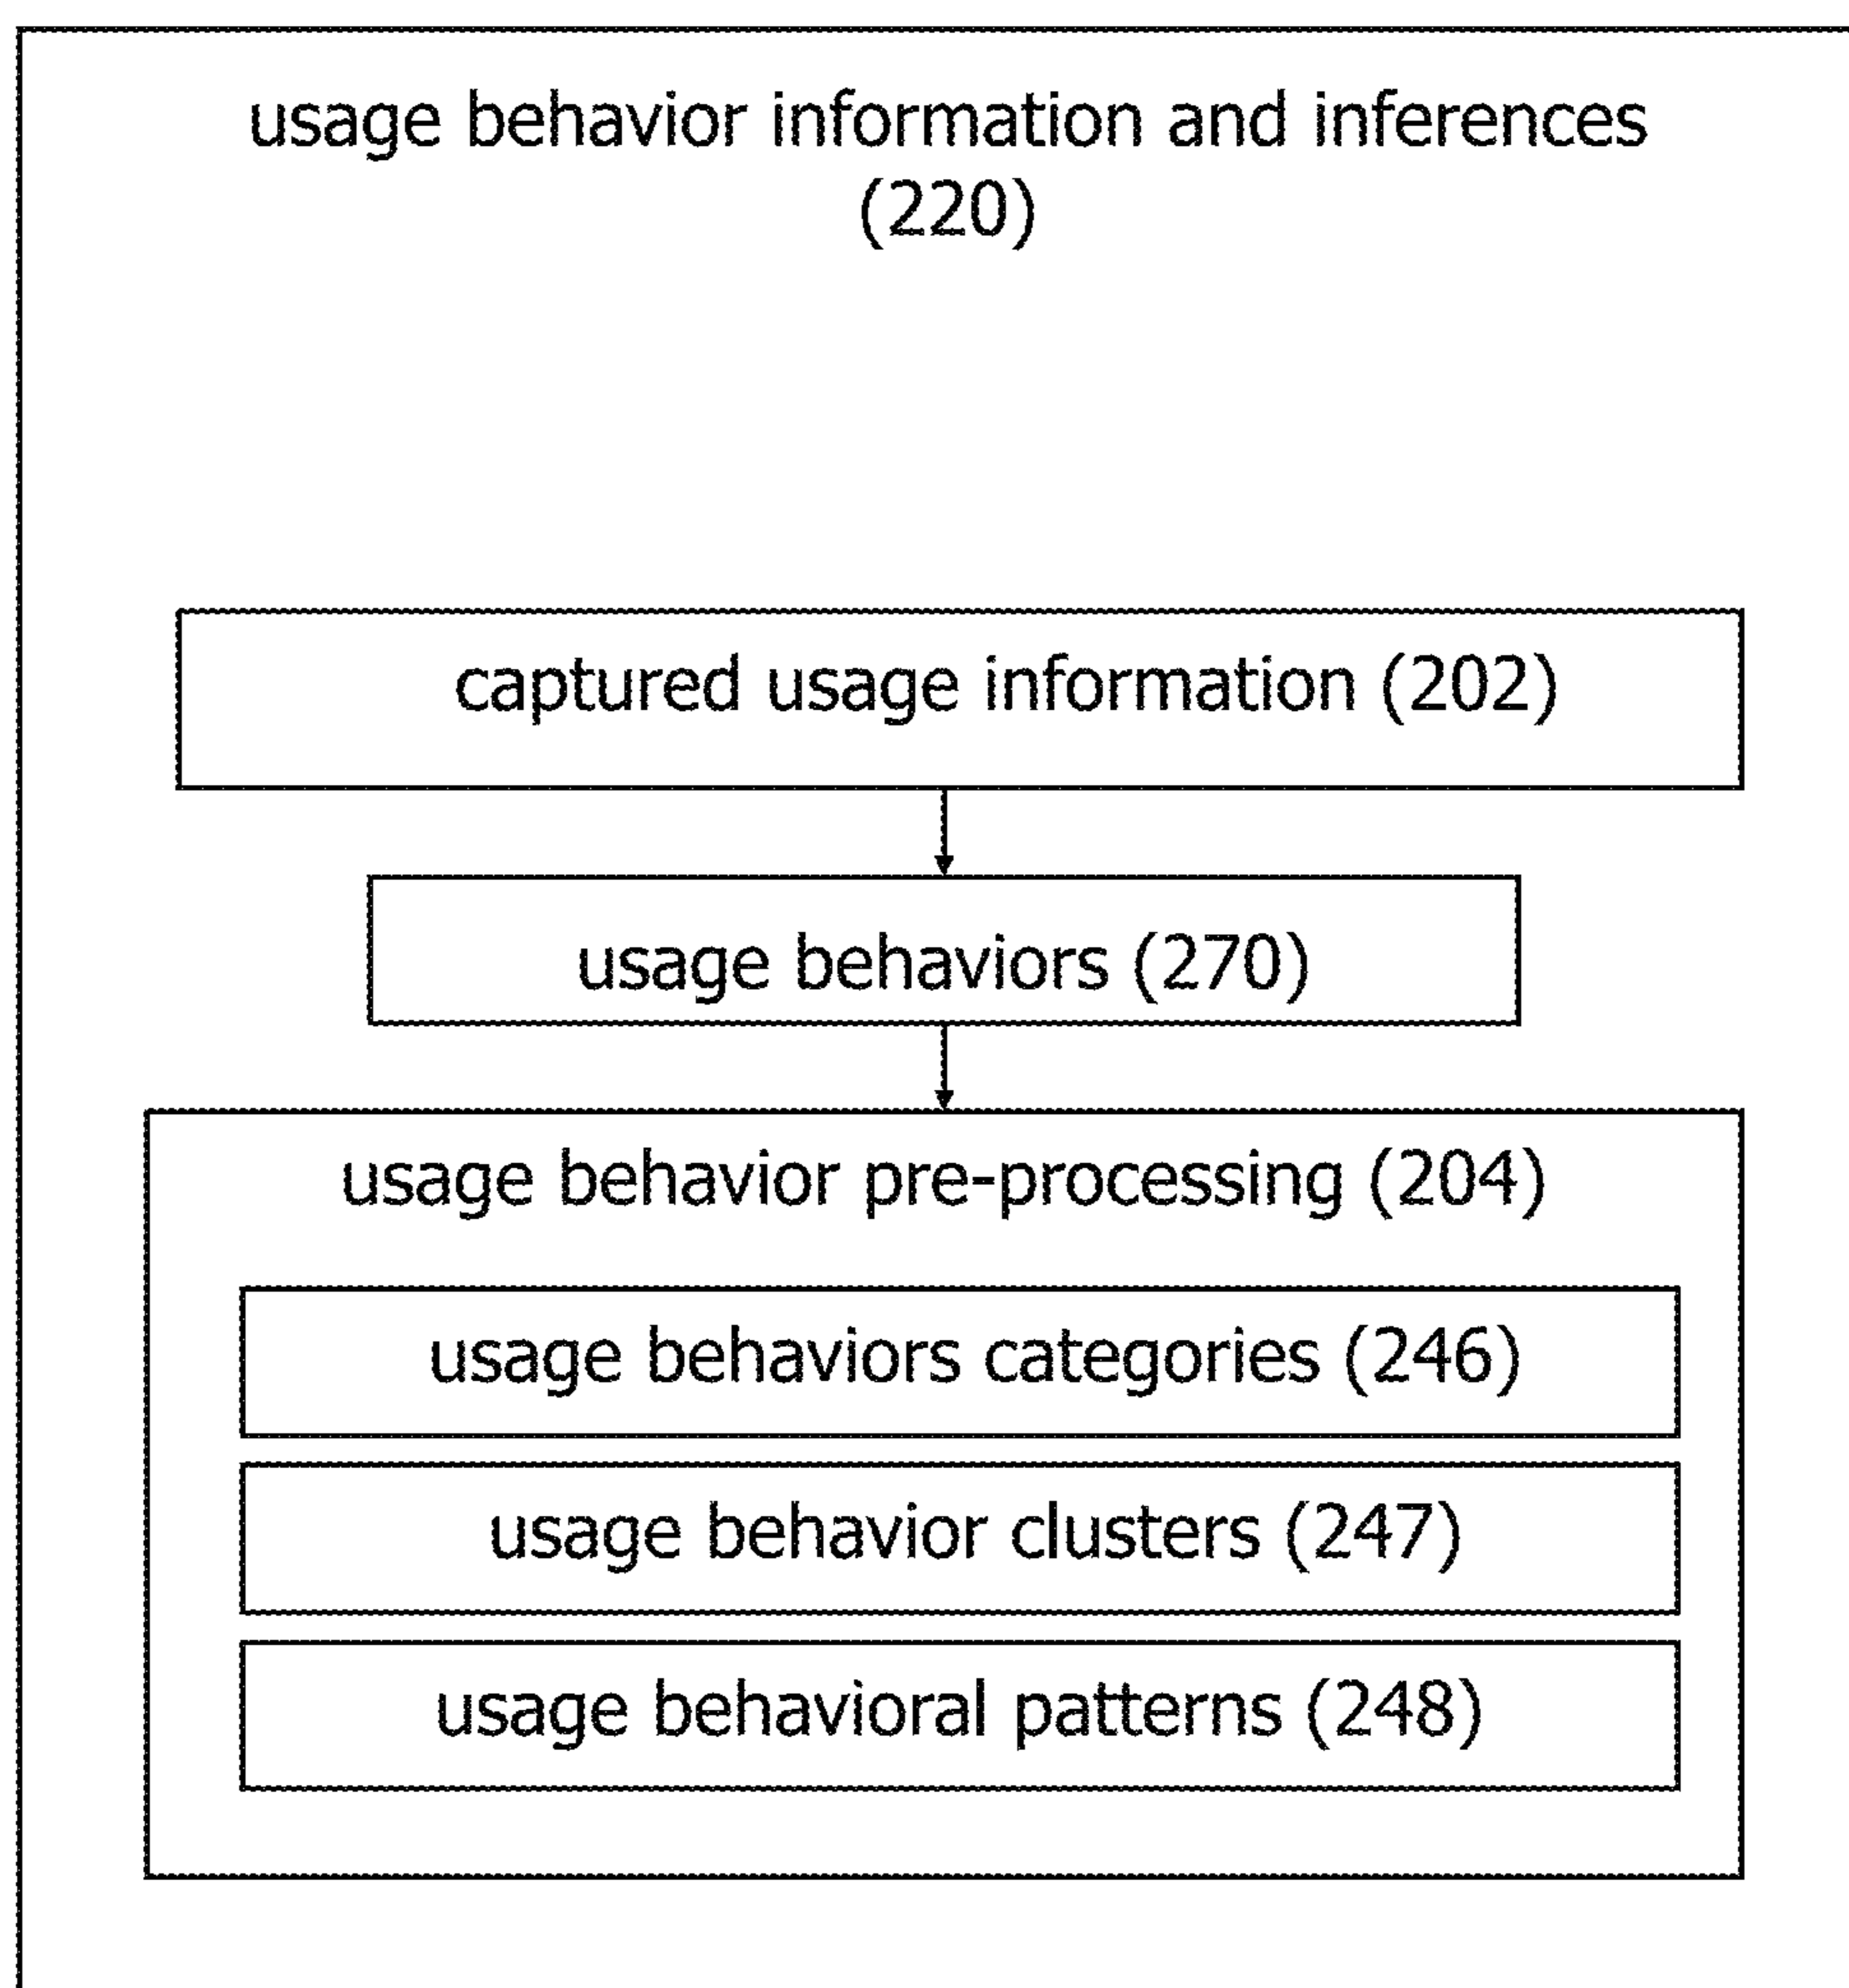 usage behavior information and inferences
(220)
captured usage information (202)
usage behaviors (270)
usage behavior pre-processing (204)
usage behaviors categories (246)
usage behavior clusters (247)
usage behavioral patterns (248)